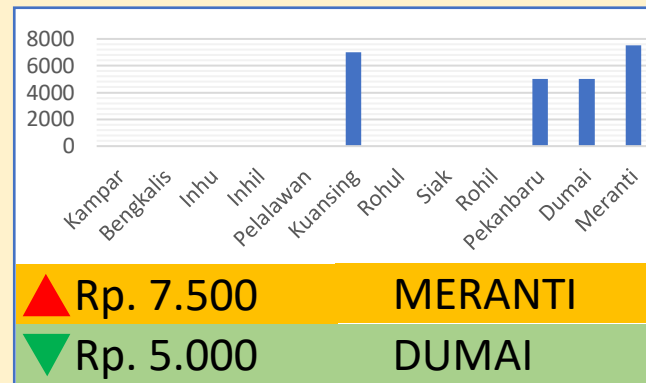 8000
6000
4000
2000
0
Kampar
Bengkalis
Inhu
Inhil
Pelalawan
Kuansing
Rohul
Siak
Rohil
Pekanbaru
Dumai
Meranti
Rp. 7.500 MERANTI
Rp. 5.000 DUMAI